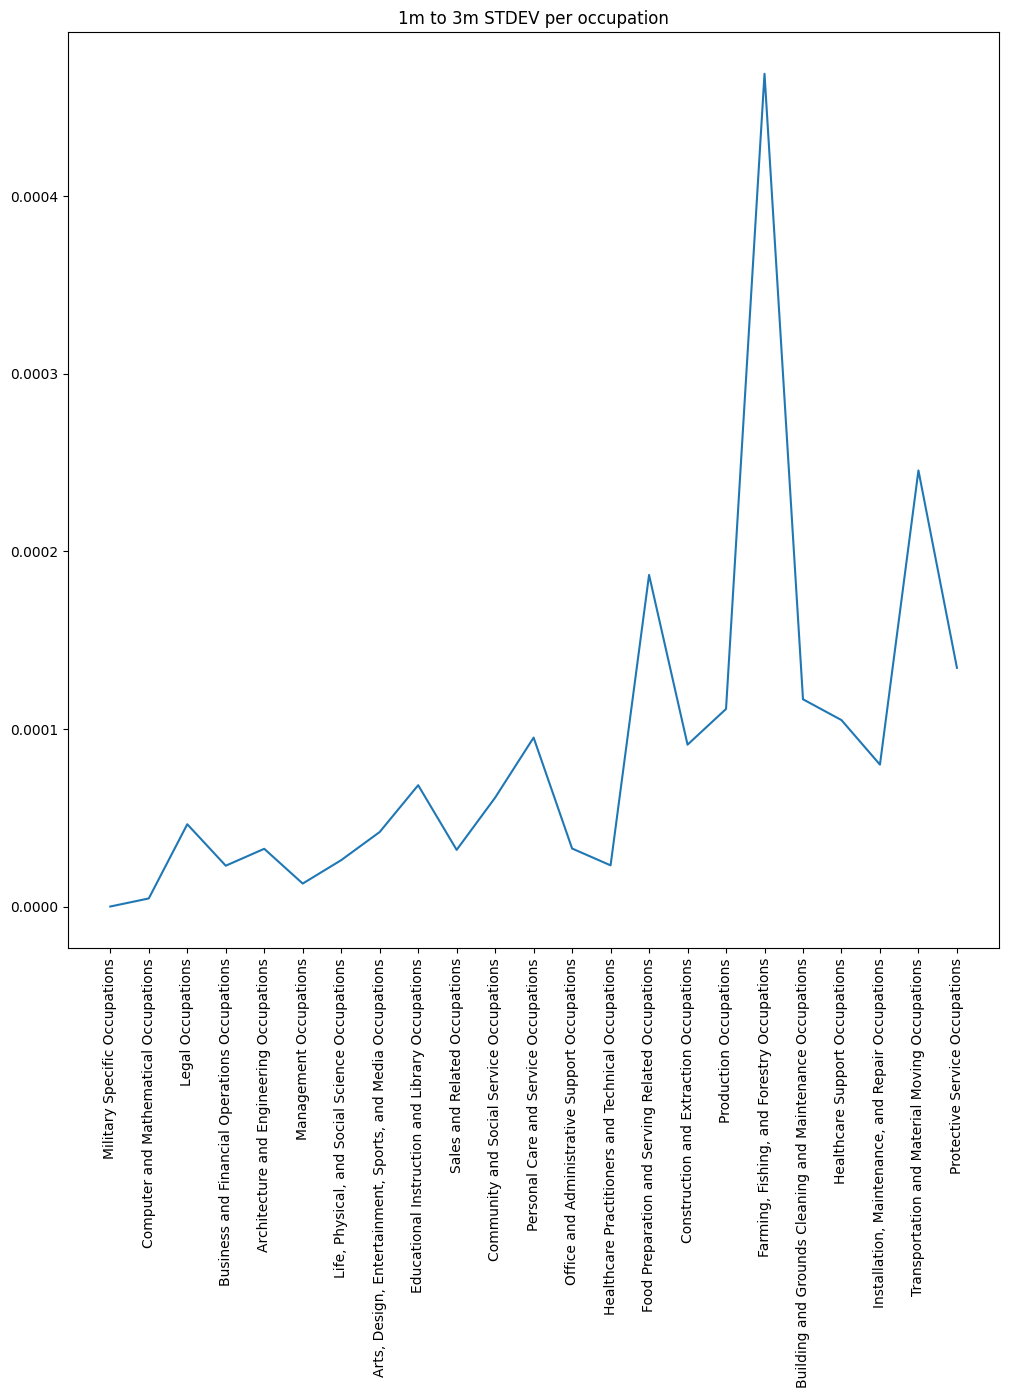 1m to 3m STDEV per occupation
0.0004
0.0003
0.0002
0.0001
0.0000
Military Specific Occupations
Computer and Mathematical Occupations
Legal Occupations
Business and Financial Operations Occupations
Architecture and Engineering Occupations
Management Occupations
Life, Physical, and Social Science Occupations
Arts, Design, Entertainment, Sports, and Media Occupations
Educational Instruction and Library Occupations
Sales and Related Occupations
Community and Social Service Occupations
Personal Care and Service Occupations
Office and Administrative Support Occupations
Healthcare Practitioners and Technical Occupations
Food Preparation and Serving Related Occupations
Construction and Extraction Occupations
Production Occupations
Farming, Fishing, and Forestry Occupations
Building and Grounds Cleaning and Maintenance Occupations
Healthcare Support Occupations
Installation, Maintenance, and Repair Occupations
Transportation and Material Moving Occupations
Protective Service Occupations